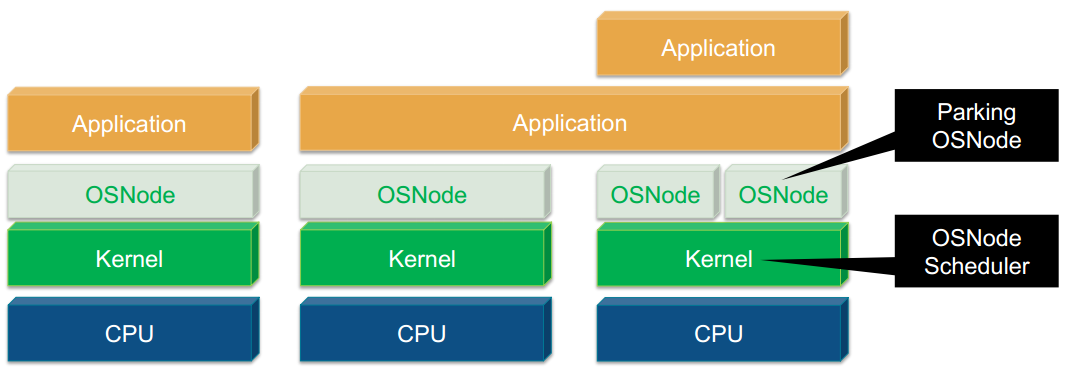 Application
Application
Application
Parking
OSNode
OSNode
OSNode
OSNode
OSNode
Kernel
Kernel
Kernel
OSNode
Scheduler
CPU
CPU
CPU